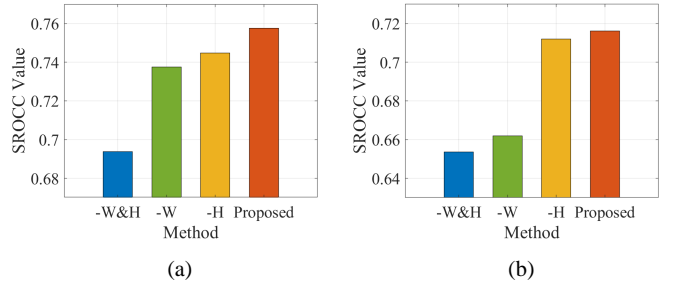 SROCC Value
0.76
0.74
0.72
0.7
0.68
-W&H -W -H Proposed
Method
(a)
SROCC Value
0.72
0.7
0.68
0.66
0.64
-W&H -W -H Proposed
Method
(b)